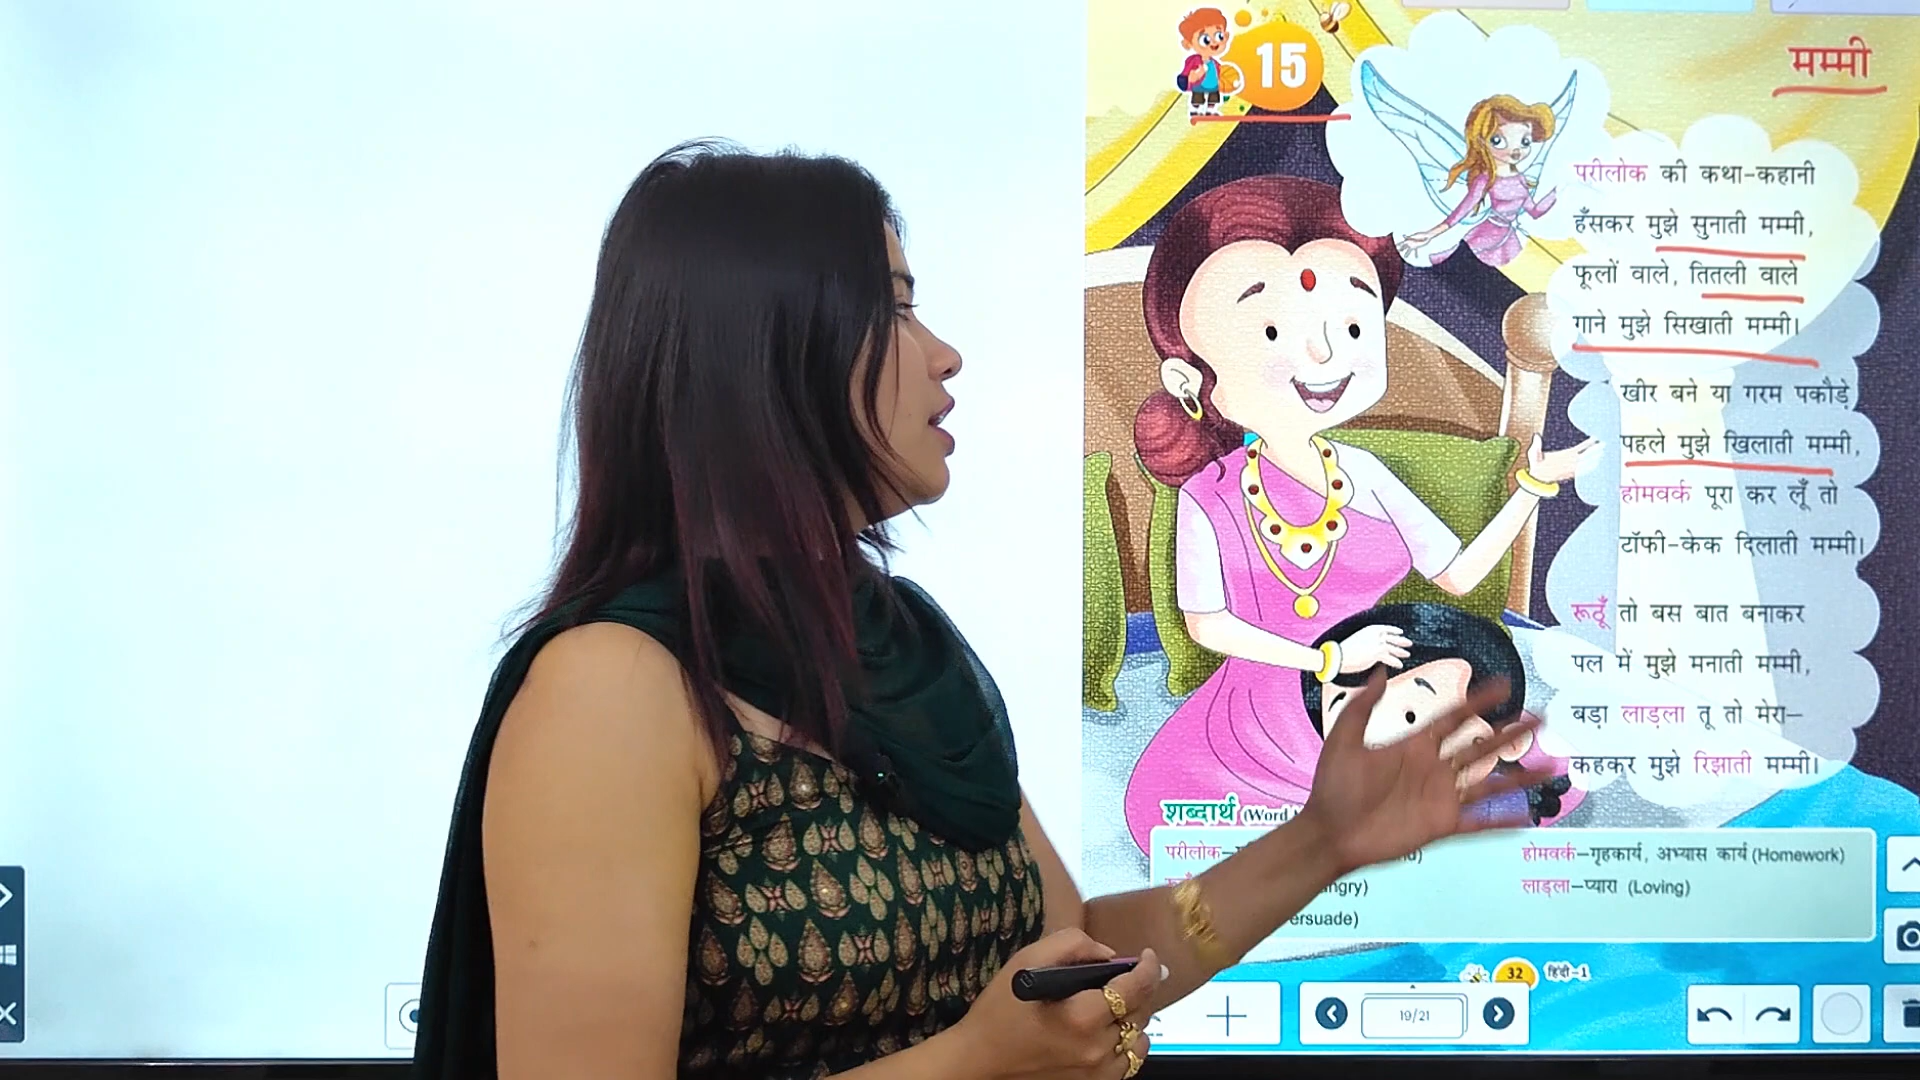 15
मम्मी
परीलोक की कथा-कहानी
हँसकर मुझे सुनाती मम्मी,
फूलों वाले, तितली वाले
गाने मुझे सिखाती मम्मी।
खीर बने या गरम पकौड़े
पहले मुझे खिलाती मम्मी,
होमवर्क पूरा कर लूँ तो
टॉफी-केक दिलाती मम्मी।
रूठूँ तो बस बात बनाकर
पल में मुझे मनाती मम्मी,
बड़ा लाड़ला तू तो मेरा—
कहकर मुझे रिझाती मम्मी।
शब्दार्थ (Word
परीलोक—
होमवर्क—गृहकार्य, अभ्यास कार्य (Homework)
लाड़ला—प्यारा (Loving)
32 हिंदी-1
19/21